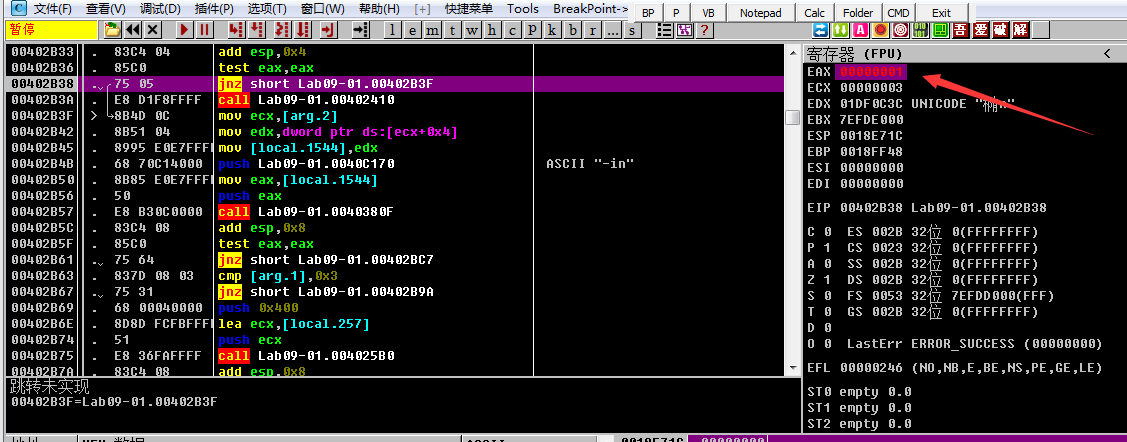 文件(F) 查看(V) 调试(D) 插件(P) 选项(T) 窗口(W) 帮助(H) [+] 快捷菜单 Tools BreakPoint-> BP P VB Notepad Calc Folder CMD Exit
暂停 l e m t w h c P k b r ... s 吾 爱 破 解
00402B33 . 83C4 04 add esp,0x4
00402B36 . 85C0 test eax,eax
00402B38 . 75 05 jnz short Lab09-01.00402B3F
00402B3A . E8 D1F8FFFF call Lab09-01.00402410
00402B3F > 8B4D 0C mov ecx,[arg.2]
00402B42 . 8B51 04 mov edx,dword ptr ds:[ecx+0x4]
00402B45 . 8995 E0E7FFFF mov [local.1544],edx
00402B4B . 68 70C14000 push Lab09-01.0040C170 ASCII "-in"
00402B50 . 8B85 E0E7FFFF mov eax,[local.1544]
00402B56 . 50 push eax
00402B57 . E8 B30C0000 call Lab09-01.0040380F
00402B5C . 83C4 08 add esp,0x8
00402B5F . 85C0 test eax,eax
00402B61 . 75 64 jnz short Lab09-01.00402BC7
00402B63 . 837D 08 03 cmp [arg.1],0x3
00402B67 . 75 31 jnz short Lab09-01.00402B9A
00402B69 . 68 00040000 push 0x400
00402B6E . 8D8D FCFBFFFF lea ecx,[local.257]
00402B74 . 51 push ecx
00402B75 . E8 36FAFFFF call Lab09-01.004025B0
00402B7A . 83C4 08 add esp,0x8
跳转未实现
00402B3F=Lab09-01.00402B3F
寄存器 (FPU) <
EAX 00000001
ECX 00000003
EDX 01DF0C3C UNICODE
EBX 7EFDE000
ESP 0018E71C
EBP 0018FF48
ESI 00000000
EDI 00000000
EIP 00402B38 Lab09-01.00402B38
C 0 ES 002B 32位 0(FFFFFFFF)
P 1 CS 0023 32位 0(FFFFFFFF)
A 0 SS 002B 32位 0(FFFFFFFF)
Z 1 DS 002B 32位 0(FFFFFFFF)
S 0 FS 0053 32位 7EFDD000(FFF)
T 0 GS 002B 32位 0(FFFFFFFF)
D 0
O 0 LastErr ERROR_SUCCESS (00000000)
EFL 00000246 (NO,NB,E,BE,NS,PE,GE,LE)
ST0 empty 0.0
ST1 empty 0.0
ST2 empty 0.0